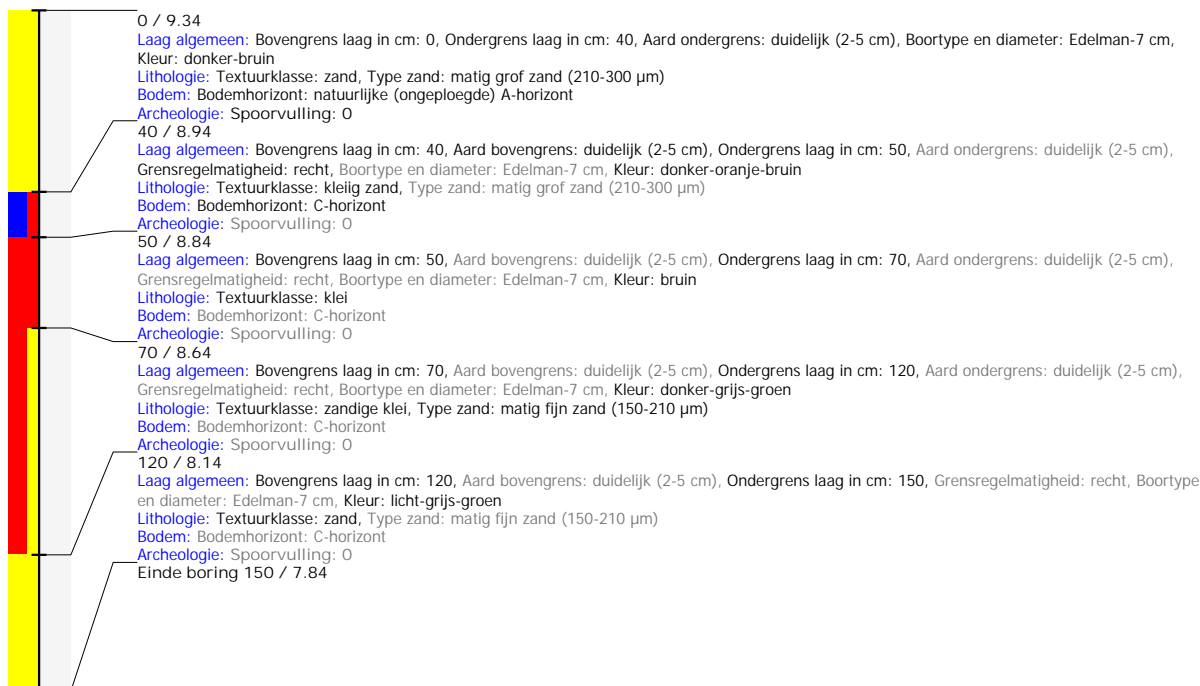 0 / 9.34
Laag algemeen: Bovengrens laag in cm: 0, Ondergrens laag in cm: 40, Aard ondergrens: duidelijk (2-5 cm), Boortype en diameter: Edelman-7 cm,
Kleur: donker-bruin
Lithologie: Textuurklasse: zand, Type zand: matig grof zand (210-300 µm)
Bodem: Bodemhorizont: natuurlijke (ongeploegde) A-horizont
Archeologie: Spoorvulling: 0
40 / 8.94
Laag algemeen: Bovengrens laag in cm: 40, Aard bovengrens: duidelijk (2-5 cm), Ondergrens laag in cm: 50, Aard ondergrens: duidelijk (2-5 cm),
Grensregelmatigheid: recht, Boortype en diameter: Edelman-7 cm, Kleur: donker-oranje-bruin
Lithologie: Textuurklasse: kleiig zand, Type zand: matig grof zand (210-300 µm)
Bodem: Bodemhorizont: C-horizont
Archeologie: Spoorvulling: 0
50 / 8.84
Laag algemeen: Bovengrens laag in cm: 50, Aard bovengrens: duidelijk (2-5 cm), Ondergrens laag in cm: 70, Aard ondergrens: duidelijk (2-5 cm),
Grensregelmatigheid: recht, Boortype en diameter: Edelman-7 cm, Kleur: bruin
Lithologie: Textuurklasse: klei
Bodem: Bodemhorizont: C-horizont
Archeologie: Spoorvulling: 0
70 / 8.64
Laag algemeen: Bovengrens laag in cm: 70, Aard bovengrens: duidelijk (2-5 cm), Ondergrens laag in cm: 120, Aard ondergrens: duidelijk (2-5 cm),
Grensregelmatigheid: recht, Boortype en diameter: Edelman-7 cm, Kleur: donker-grijs-groen
Lithologie: Textuurklasse: zandige klei, Type zand: matig fijn zand (150-210 µm)
Bodem: Bodemhorizont: C-horizont
Archeologie: Spoorvulling: 0
120 / 8.14
Laag algemeen: Bovengrens laag in cm: 120, Aard bovengrens: duidelijk (2-5 cm), Ondergrens laag in cm: 150, Grensregelmatigheid: recht, Boortype
en diameter: Edelman-7 cm, Kleur: licht-grijs-groen
Lithologie: Textuurklasse: zand, Type zand: matig fijn zand (150-210 µm)
Bodem: Bodemhorizont: C-horizont
Archeologie: Spoorvulling: 0
Einde boring 150 / 7.84